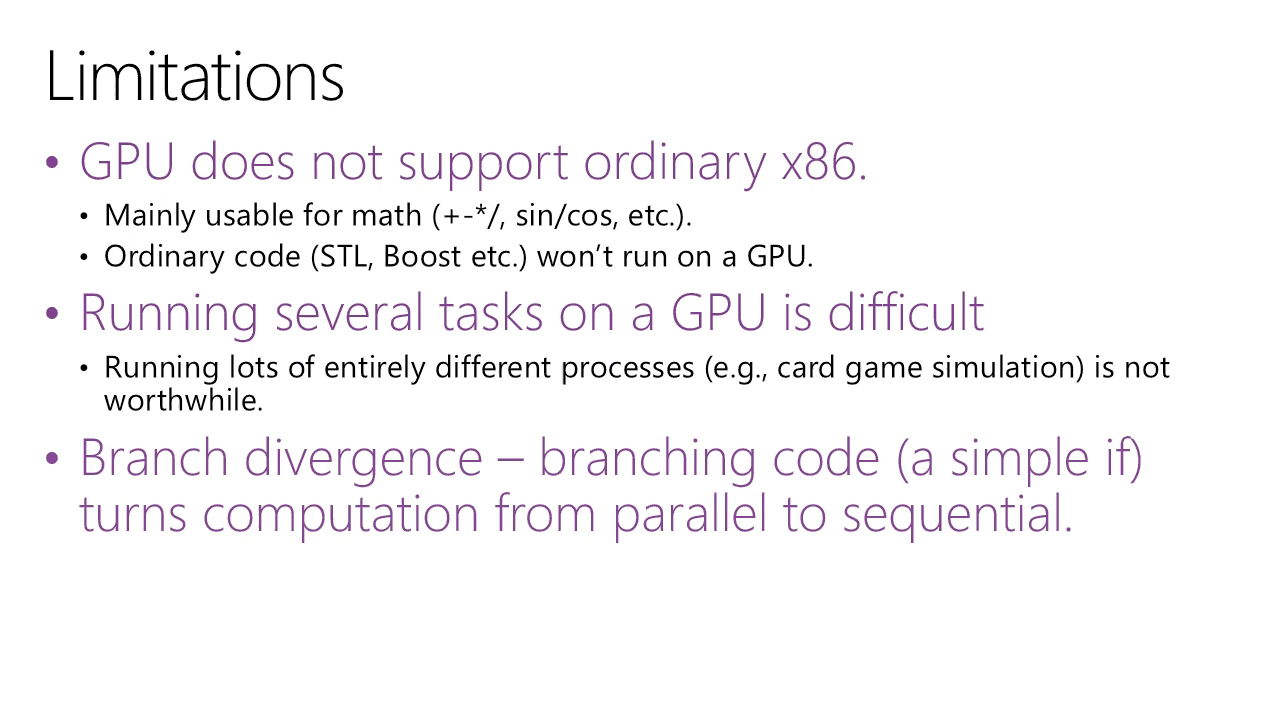 Limitations
• GPU does not support ordinary x86.
• Mainly usable for math (+-*/, sin/cos, etc.).
• Ordinary code (STL, Boost etc.) won’t run on a GPU.
• Running several tasks on a GPU is difficult
• Running lots of entirely different processes (e.g., card game simulation) is not
worthwhile.
• Branch divergence – branching code (a simple if)
turns computation from parallel to sequential.